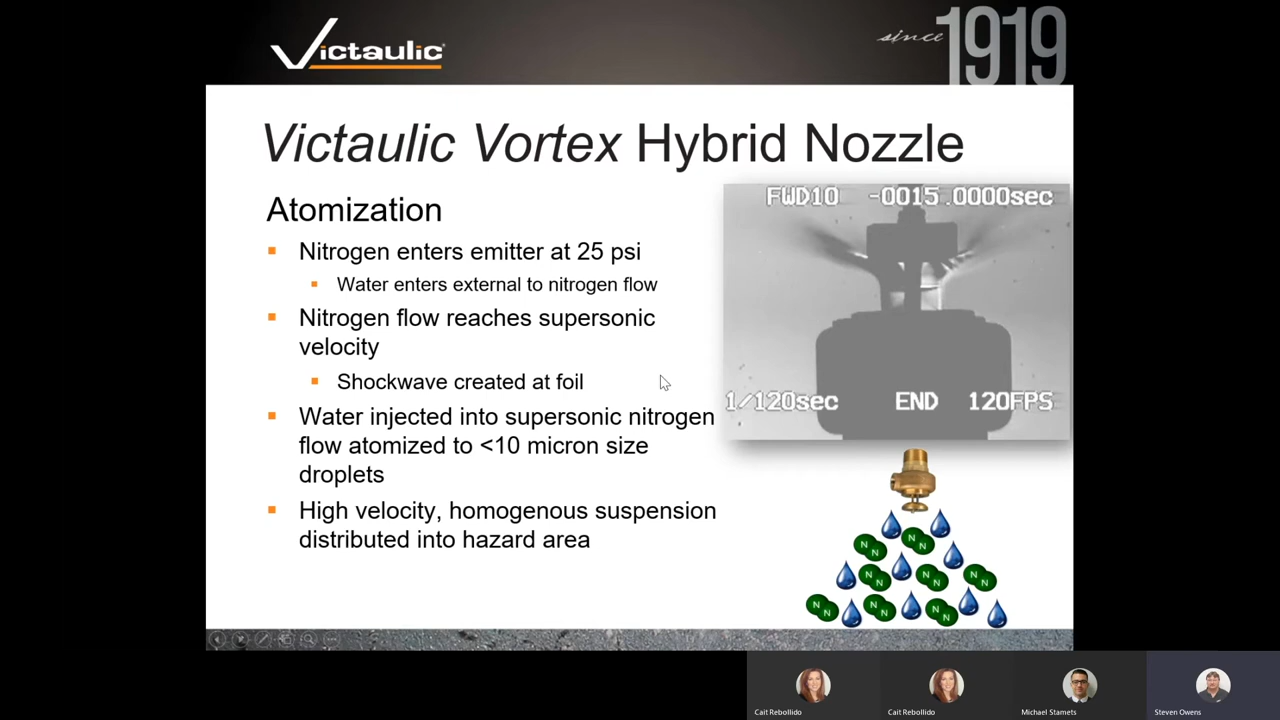 Victaulic
since 1919
Victaulic Vortex Hybrid Nozzle
Atomization
Nitrogen enters emitter at 25 psi
Water enters external to nitrogen flow
Nitrogen flow reaches supersonic
velocity
Shockwave created at foil
Water injected into supersonic nitrogen
flow atomized to <10 micron size
droplets
High velocity, homogenous suspension
distributed into hazard area
FWD10 -0015.0000sec
1/120sec END 120FPS
N N N N
N N N N N N
N N N N N N
Cait Rebollido Cait Rebollido Michael Stamets Steven Owens